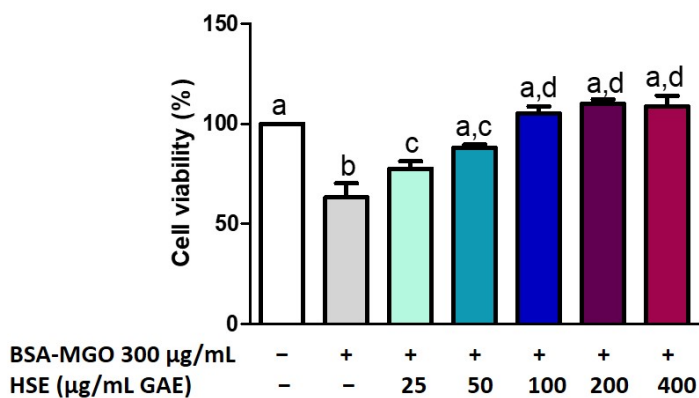 150
100
50
0
Cell viability (%)
a
b
c
a,c
a,d
a,d
a,d
BSA-MGO 300 µg/mL − + + + + + +
HSE (µg/mL GAE) − − 25 50 100 200 400